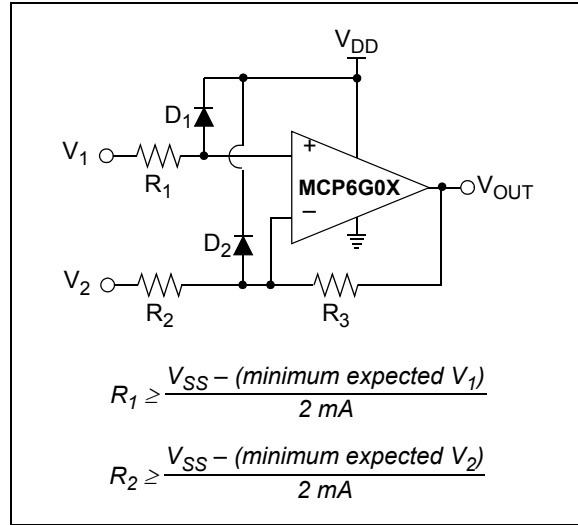 V_DD
D_1
V_1
R_1
+
MCP6G0X
−
V_OUT
D_2
V_2
R_2
R_3
R_1 ≥ V_SS – (minimum expected V_1) / 2 mA
R_2 ≥ V_SS – (minimum expected V_2) / 2 mA